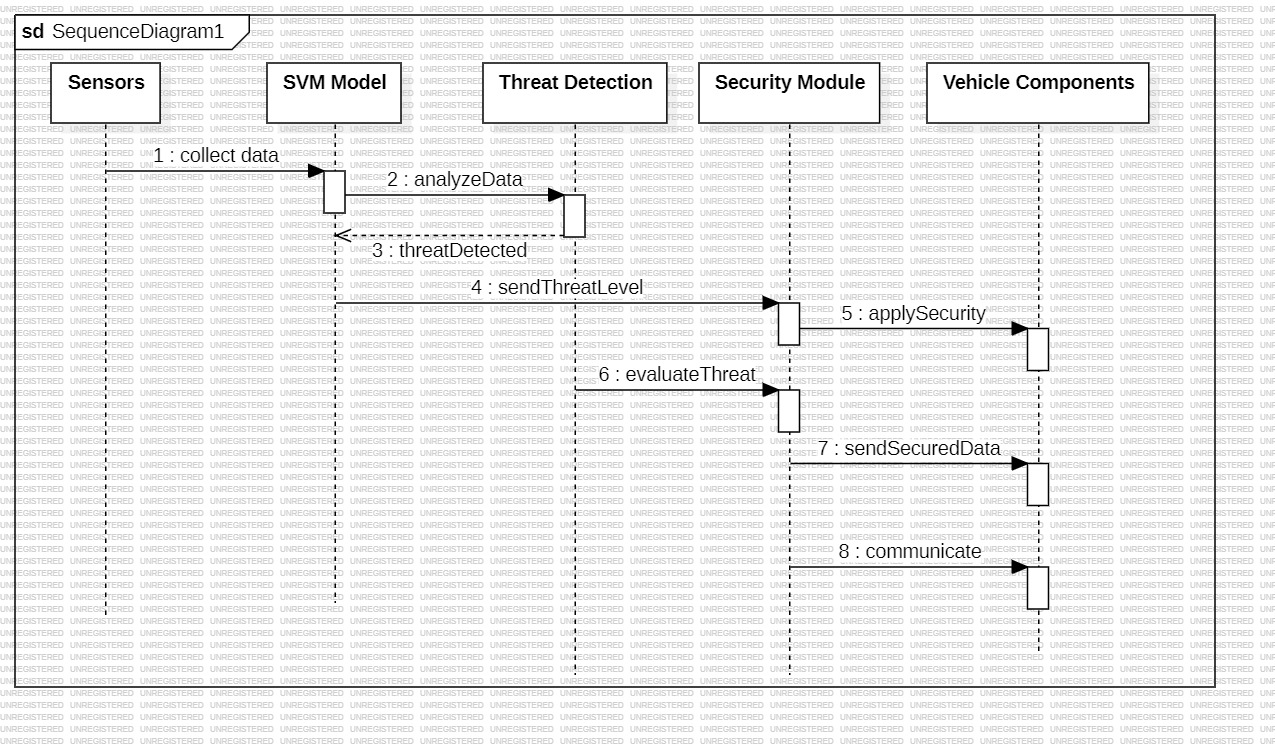 sd SequenceDiagram1
Sensors
SVM Model
Threat Detection
Security Module
Vehicle Components
1 : collect data
2 : analyzeData
3 : threatDetected
4 : sendThreatLevel
5 : applySecurity
6 : evaluateThreat
7 : sendSecuredData
8 : communicate
UNREGISTERED